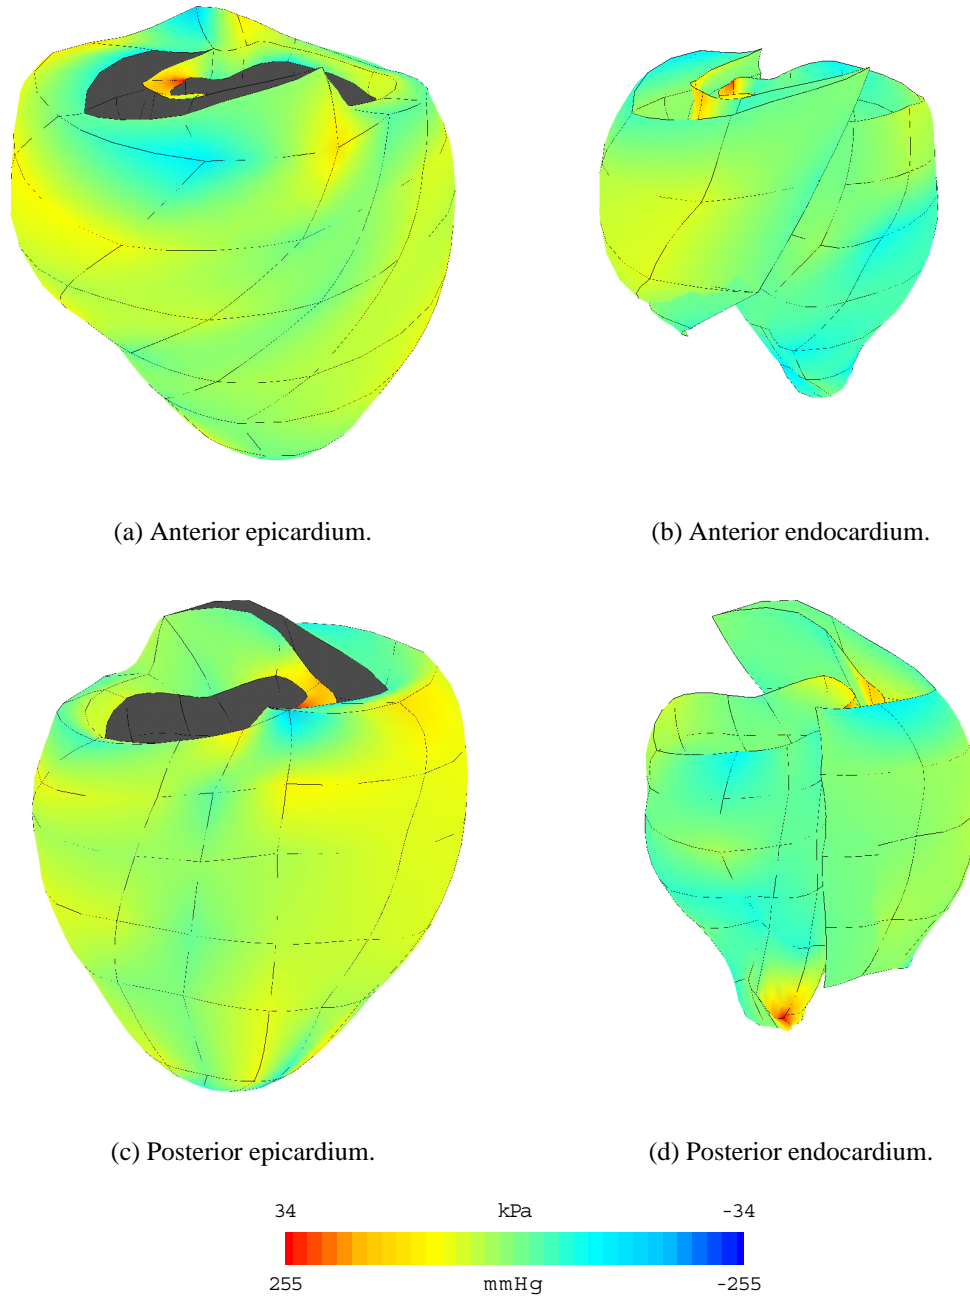 (a) Anterior epicardium.
(b) Anterior endocardium.
(c) Posterior epicardium.
(d) Posterior endocardium.
34 kPa -34
255 mmHg -255